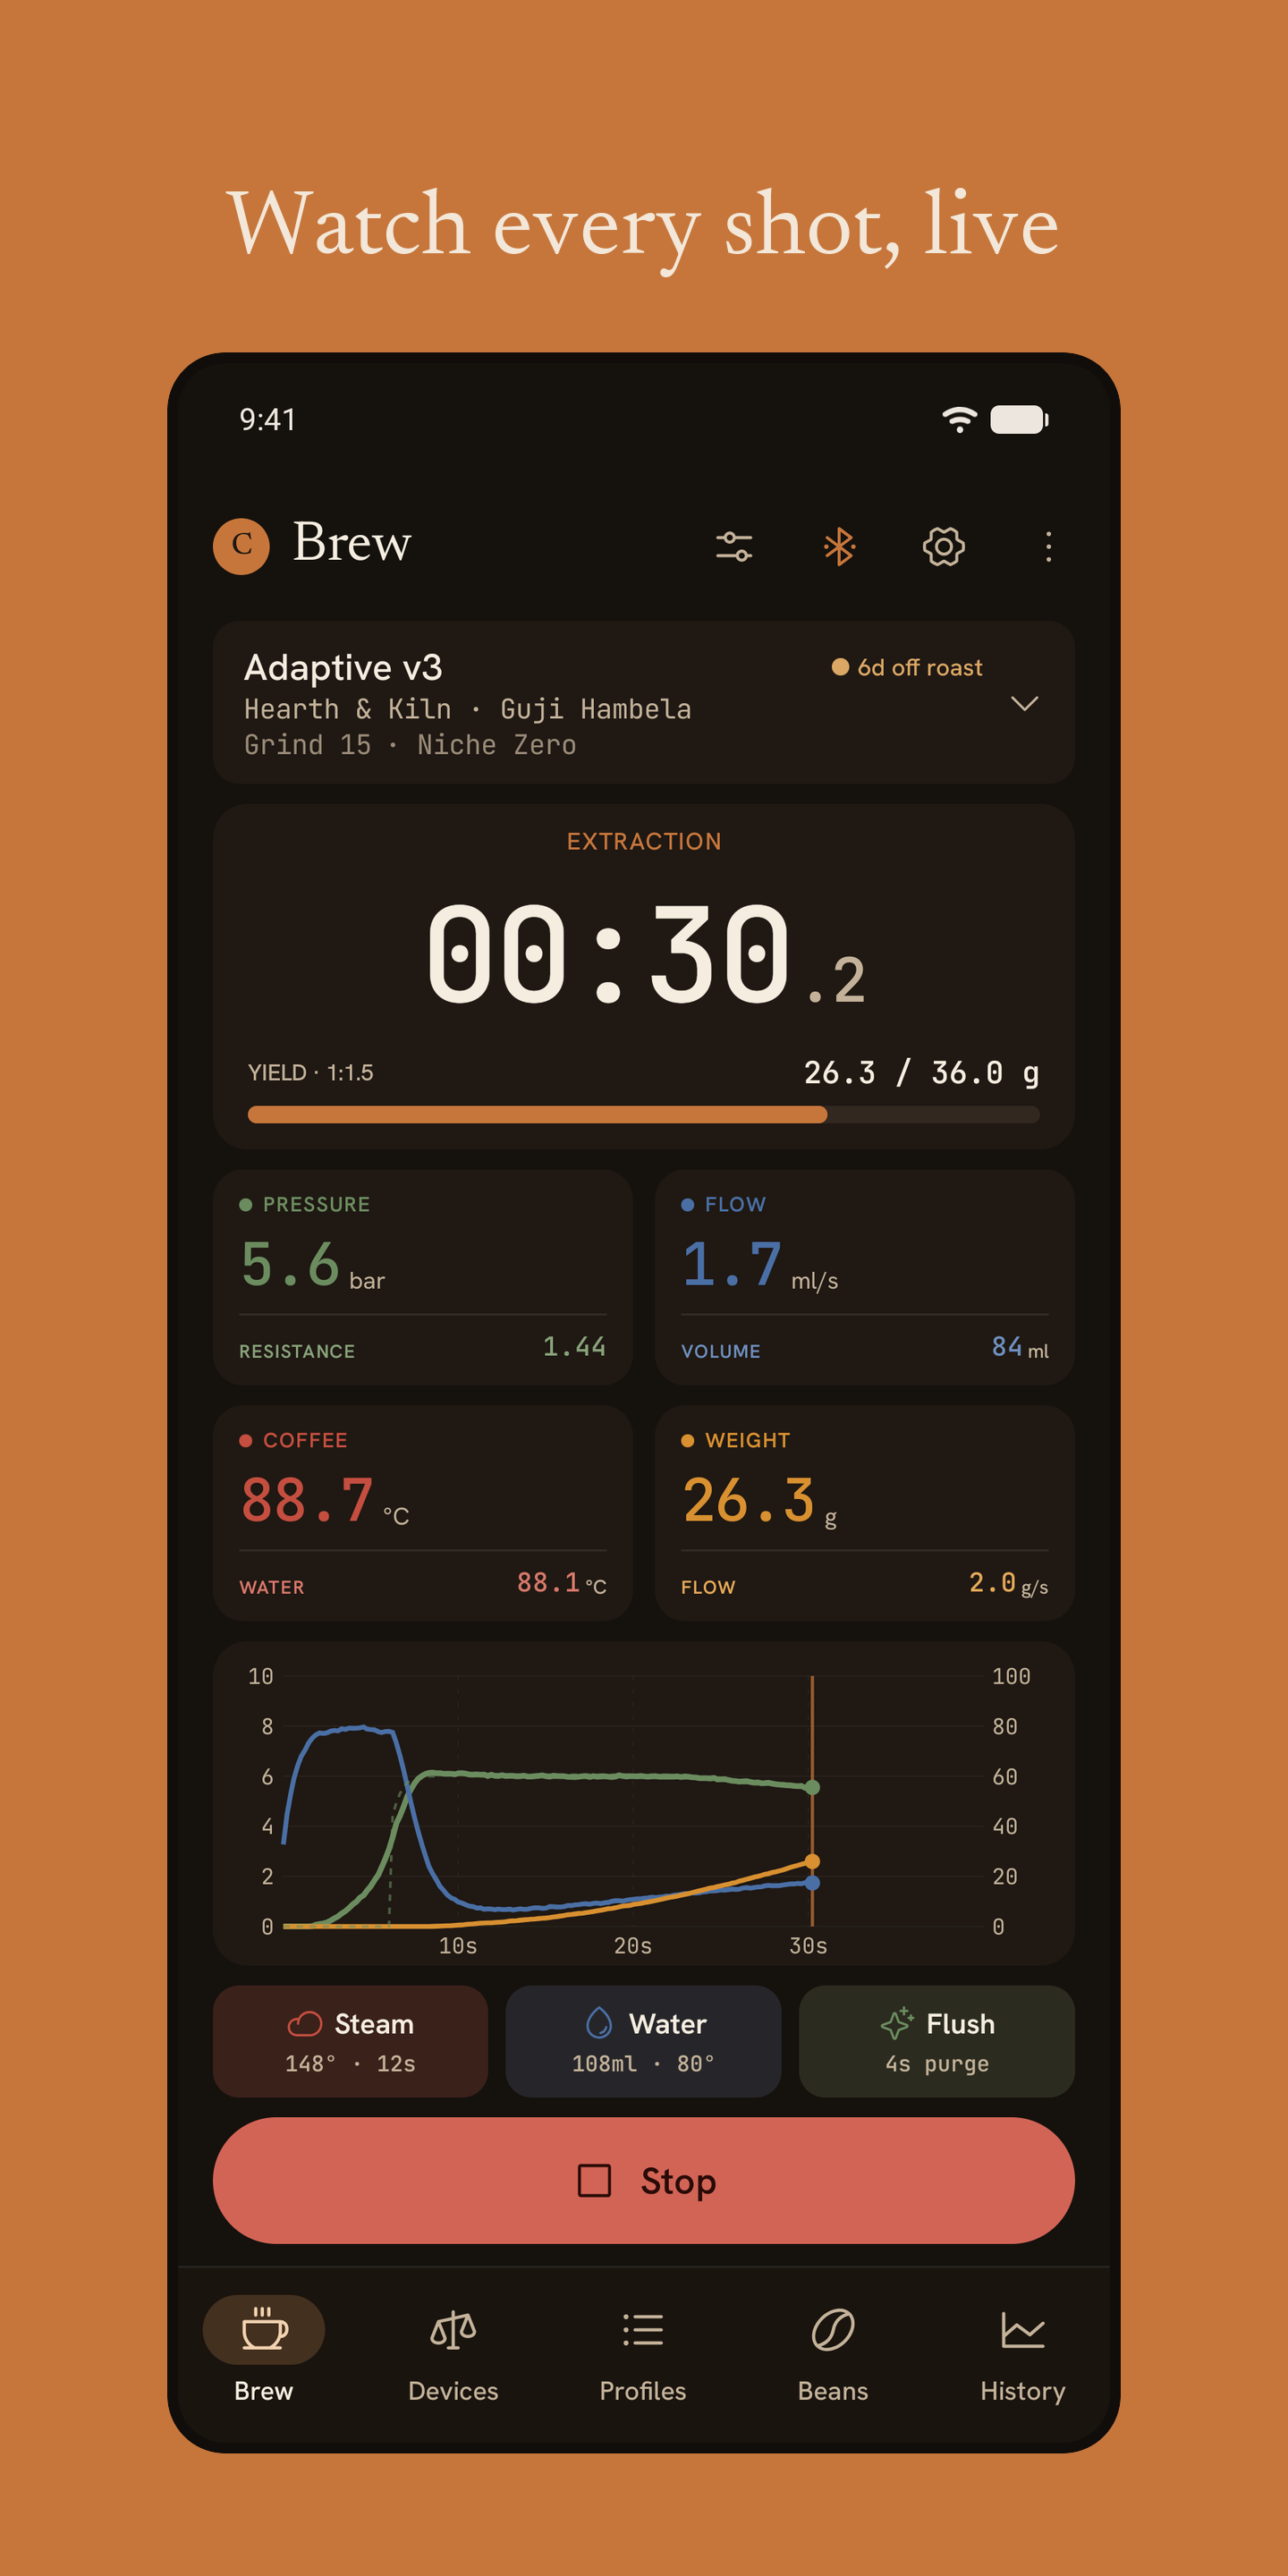 Watch every shot, live
9:41
C Brew
Adaptive v3
6d off roast
Hearth & Kiln · Guji Hambela
Grind 15 · Niche Zero
EXTRACTION
00:30.2
YIELD · 1:1.5
26.3 / 36.0 g
PRESSURE
5.6 bar
RESISTANCE 1.44
FLOW
1.7 ml/s
VOLUME 84 ml
COFFEE
88.7 °C
WATER 88.1 °C
WEIGHT
26.3 g
FLOW 2.0 g/s
10 100
8 80
6 60
4 40
2 20
0 0
10s 20s 30s
Steam
148° · 12s
Water
108ml · 80°
Flush
4s purge
Stop
Brew Devices Profiles Beans History